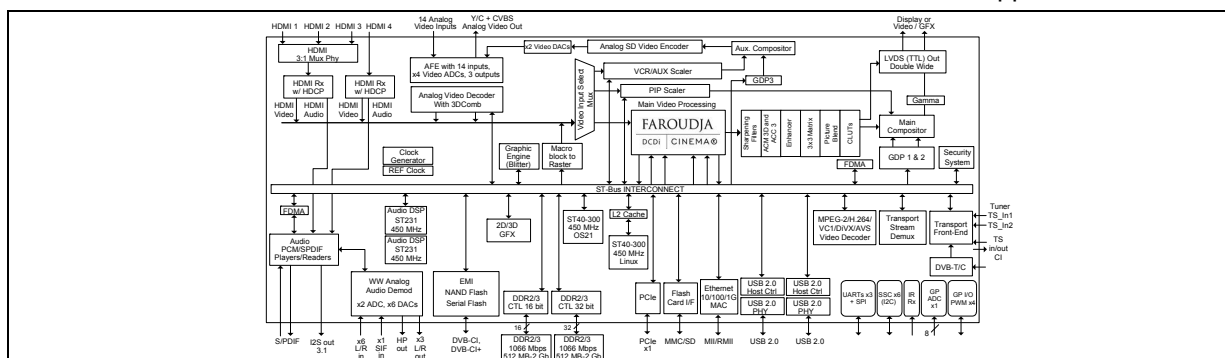 HDMI 1
HDMI 2
HDMI 3
HDMI 4
14 Analog
Video Inputs
Y/C + CVBS
Analog Video Out
Display or
Video / GFX
HDMI
3:1 Mux Phy
AFE with 14 inputs,
x4 Video ADCs, 3 outputs
x2 Video DACs
Analog SD Video Encoder
Aux. Compositor
LVDS (TTL) Out
Double Wide
HDMI Rx
w/ HDCP
HDMI Rx
w/ HDCP
Analog Video Decoder
With 3DComb
Video Input Select
Mux
VCR/AUX Scaler
GDP3
PIP Scaler
Gamma
HDMI
Video
HDMI
Audio
HDMI
Video
HDMI
Audio
Main Video Processing
FAROUDJA
DCDi | CINEMA®
Sharpening
Filters
ACM 3D and
ACC 3
Enhancer
3x3 Matrix
Picture
Blend
CLUTs
Main
Compositor
Clock
Generator
REF Clock
Graphic
Engine
(Blitter)
Macro
block to
Raster
FDMA
GDP 1 & 2
Security
System
ST-Bus INTERCONNECT
FDMA
Audio
PCM/SPDIF
Players/Readers
Audio DSP
ST231
450 MHz
Audio DSP
ST231
450 MHz
2D/3D
GFX
ST40-300
450 MHz
OS21
L2 Cache
ST40-300
450 MHz
Linux
MPEG-2/H.264/
VC1/DiVX/AVS
Video Decoder
Transport
Stream
Demux
Transport
Front-End
Tuner
TS_In1
TS_In2
TS
in/out
CI
DVB-T/C
WW Analog
Audio Demod
x2 ADC, x6 DACs
EMI
NAND Flash
Serial Flash
DDR2/3
CTL 16 bit
DDR2/3
CTL 32 bit
PCIe
Flash
Card I/F
Ethernet
10/100/1G
MAC
USB 2.0
Host Ctrl
USB 2.0
PHY
USB 2.0
Host Ctrl
USB 2.0
PHY
UARTs x3
+ SPI
SSC x6
(I2C)
IR
Rx
GP
ADC
x1
GP I/O
PWM x4
16
32
8
S/PDIF
I2S out
3.1
x6
L/R
in
x1
SIF
in
HP
out
x3
L/R
out
DVB-CI,
DVB-CI+
DDR2/3
1066 Mbps
512 MB-2 Gb
DDR2/3
1066 Mbps
512 MB-2 Gb
PCIe
x1
MMC/SD
MII/RMII
USB 2.0
USB 2.0